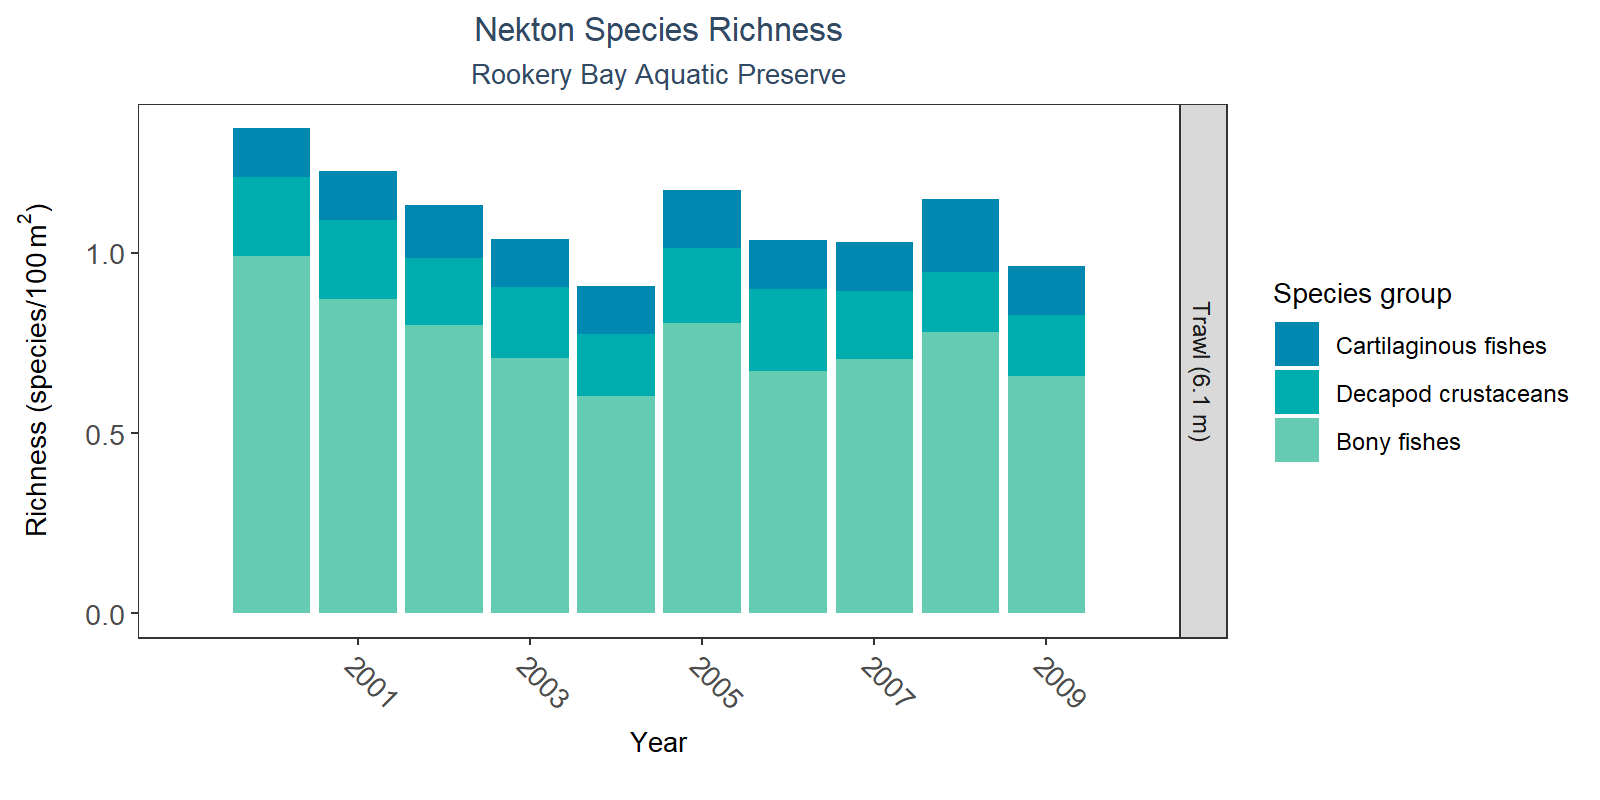 Nekton Species Richness
Rookery Bay Aquatic Preserve
Richness (species/100 m²)
1.0
0.5
0.0
2001
2003
2005
2007
2009
Year
Trawl (6.1 m)
Species group
Cartilaginous fishes
Decapod crustaceans
Bony fishes